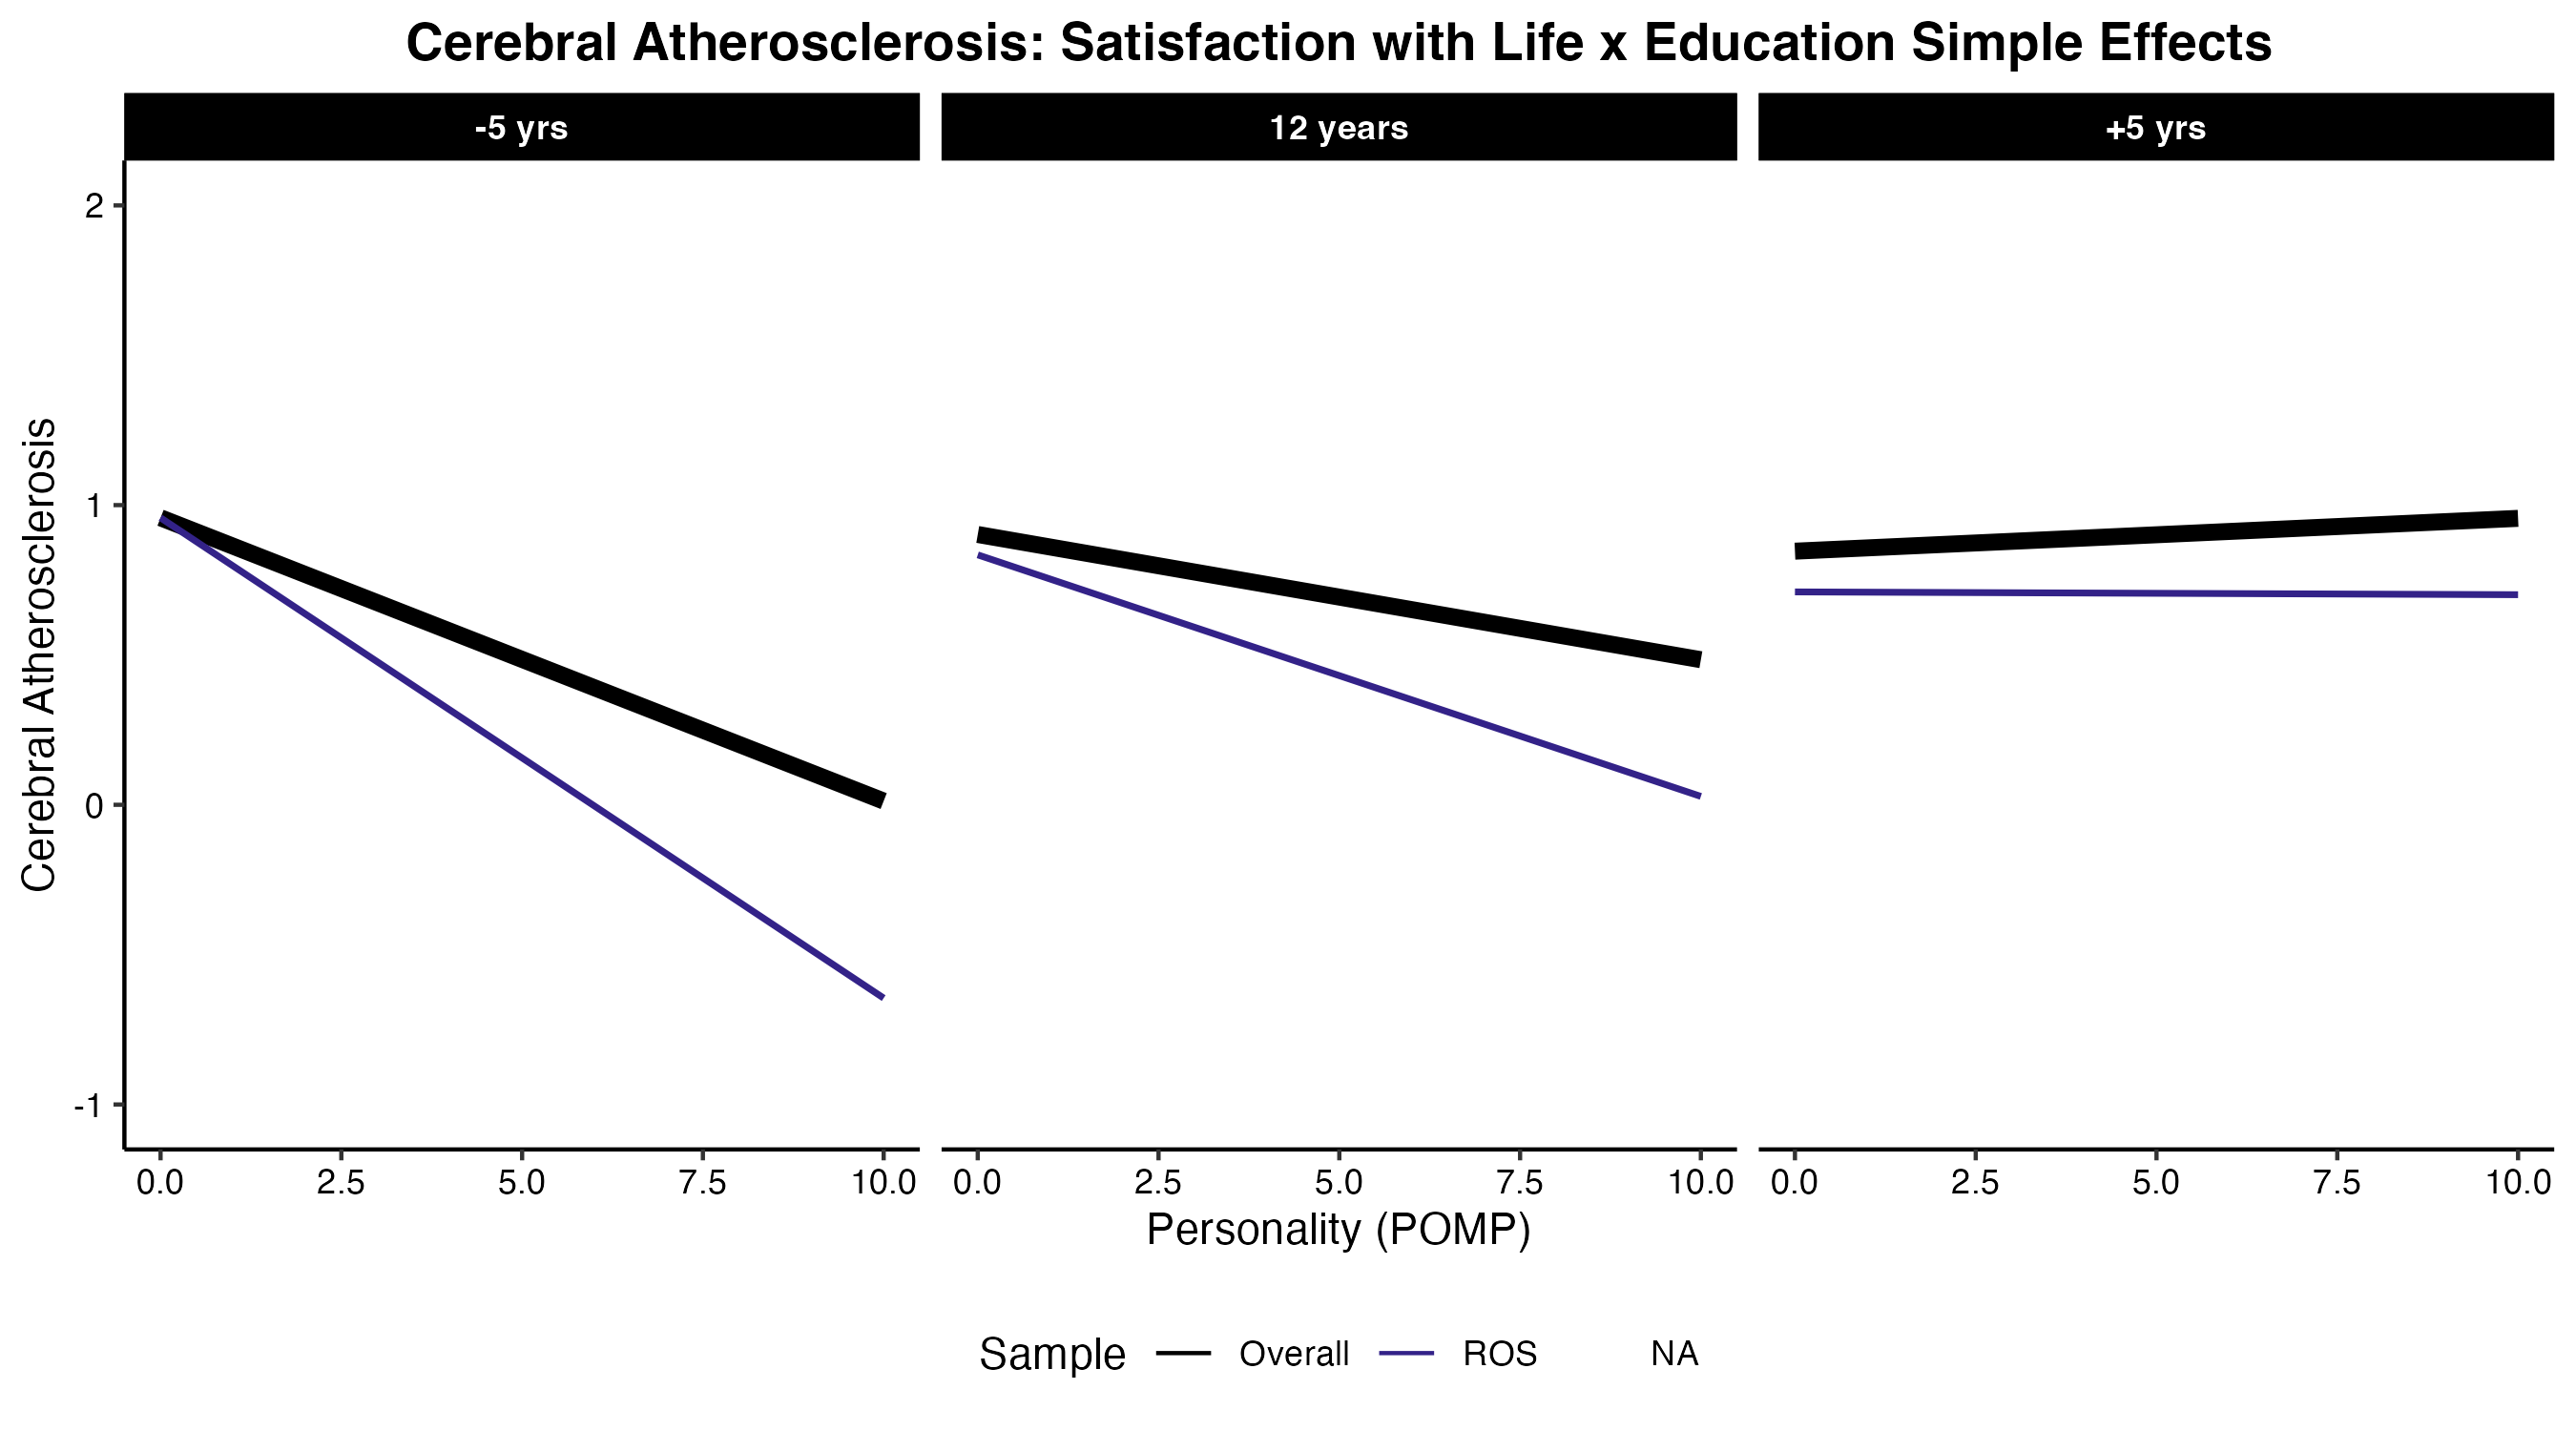 Cerebral Atherosclerosis: Satisfaction with Life x Education Simple Effects
-5 yrs
12 years
+5 yrs
Cerebral Atherosclerosis
2
1
0
-1
0.0 2.5 5.0 7.5 10.0 0.0 2.5 5.0 7.5 10.0 0.0 2.5 5.0 7.5 10.0
Personality (POMP)
Sample Overall ROS NA